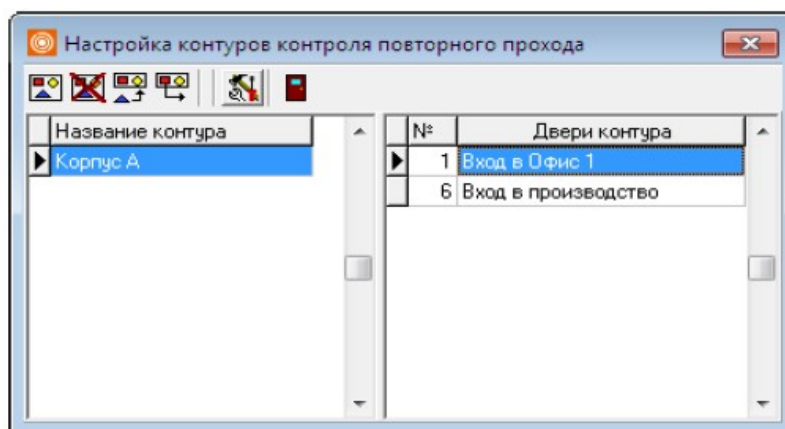 Настройка контуров контроля повторного прохода
Название контура
Корпус А
№ Двери контура
1 Вход в Офис 1
6 Вход в производство